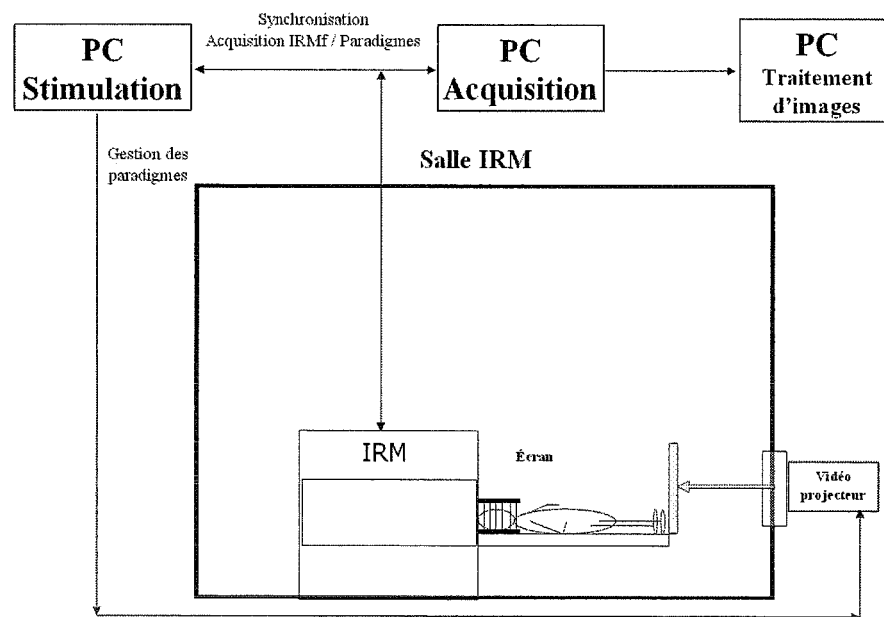 Synchronisation
Acquisition IRMf / Paradigmes
PC
Stimulation
PC
Acquisition
PC
Traitement
d'images
Gestion des
paradigmes
Salle IRM
IRM
Écran
Vidéo
projecteur